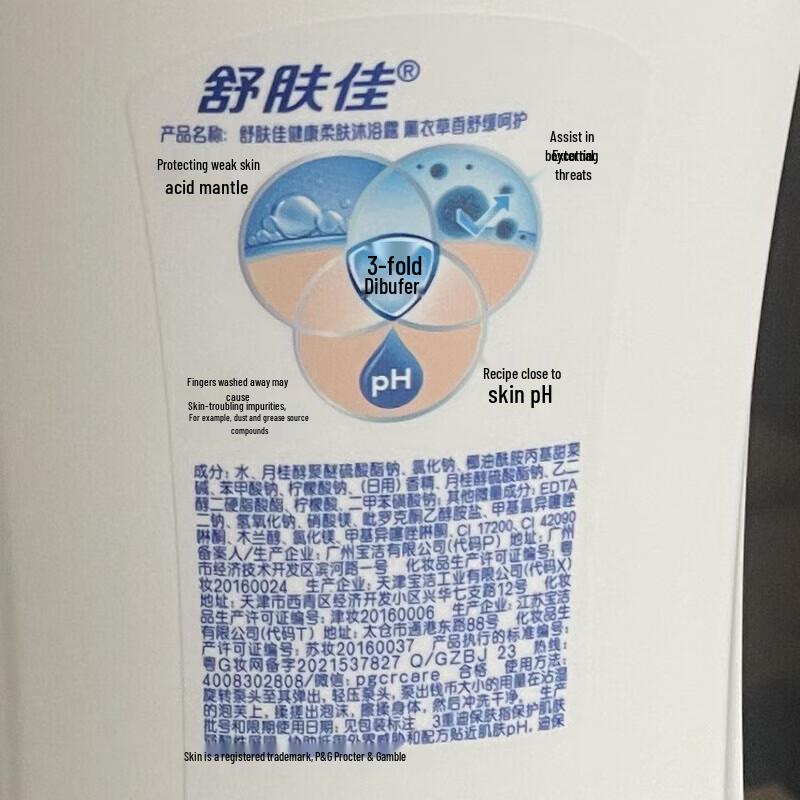 舒肤佳®
产品名称: 舒肤佳健康柔肤沐浴露 薰衣草香舒缓呵护
Protecting weak skin
acid mantle
Assist in
threats
3-fold
Dibufer
pH
Recipe close to
skin pH
Fingers washed away may
cause
Skin-troubling impurities,
For example, dust and grease source
compounds
成分: 水、月桂醇聚醚硫酸酯钠、氯化钠、椰油酰胺丙基甜菜
碱、苯甲酸钠、柠檬酸钠、(日用)香精、月桂醇硫酸酯钠、乙二
醇二硬脂酸酯、柠檬酸、二甲苯磺酸钠; 其他微量成分: EDTA
二钠、氢氧化钠、硝酸镁、吡罗克酮乙醇胺盐、甲基氯异噻唑
啉酮、木兰醇、氯化镁、甲基异噻唑啉酮、CI 17200、CI 42090
备案人/生产企业: 广州宝洁有限公司(代码P) 地址: 广州
市经济技术开发区滨河路一号 化妆品生产许可证编号: 粤
妆20160024 生产企业: 天津宝洁工业有限公司(代码X)
地址: 天津市西青区经济开发小区兴华七支路12号 化妆
品生产许可证编号: 津妆20160006 生产企业: 江苏宝洁
有限公司(代码T) 地址: 太仓市通港东路88号 化妆品生
产许可证编号: 苏妆20160037 产品执行的标准编号:
粤G妆网备字2021537827 Q/GZBJ 23 热线:
4008302808/微信: pgcrcare 合格 使用方法:
旋转泵头至其弹出, 轻压泵头, 泵出钱币大小的用量在沾湿
的泡芙上, 揉搓出泡沫, 擦揉身体, 然后冲洗干净 生产
批号和限期使用日期: 见包装标注 3重迪保肤指保护肌肤
和配方贴近肌肤pH, 迪保
Skin is a registered trademark, P&G Procter & Gamble